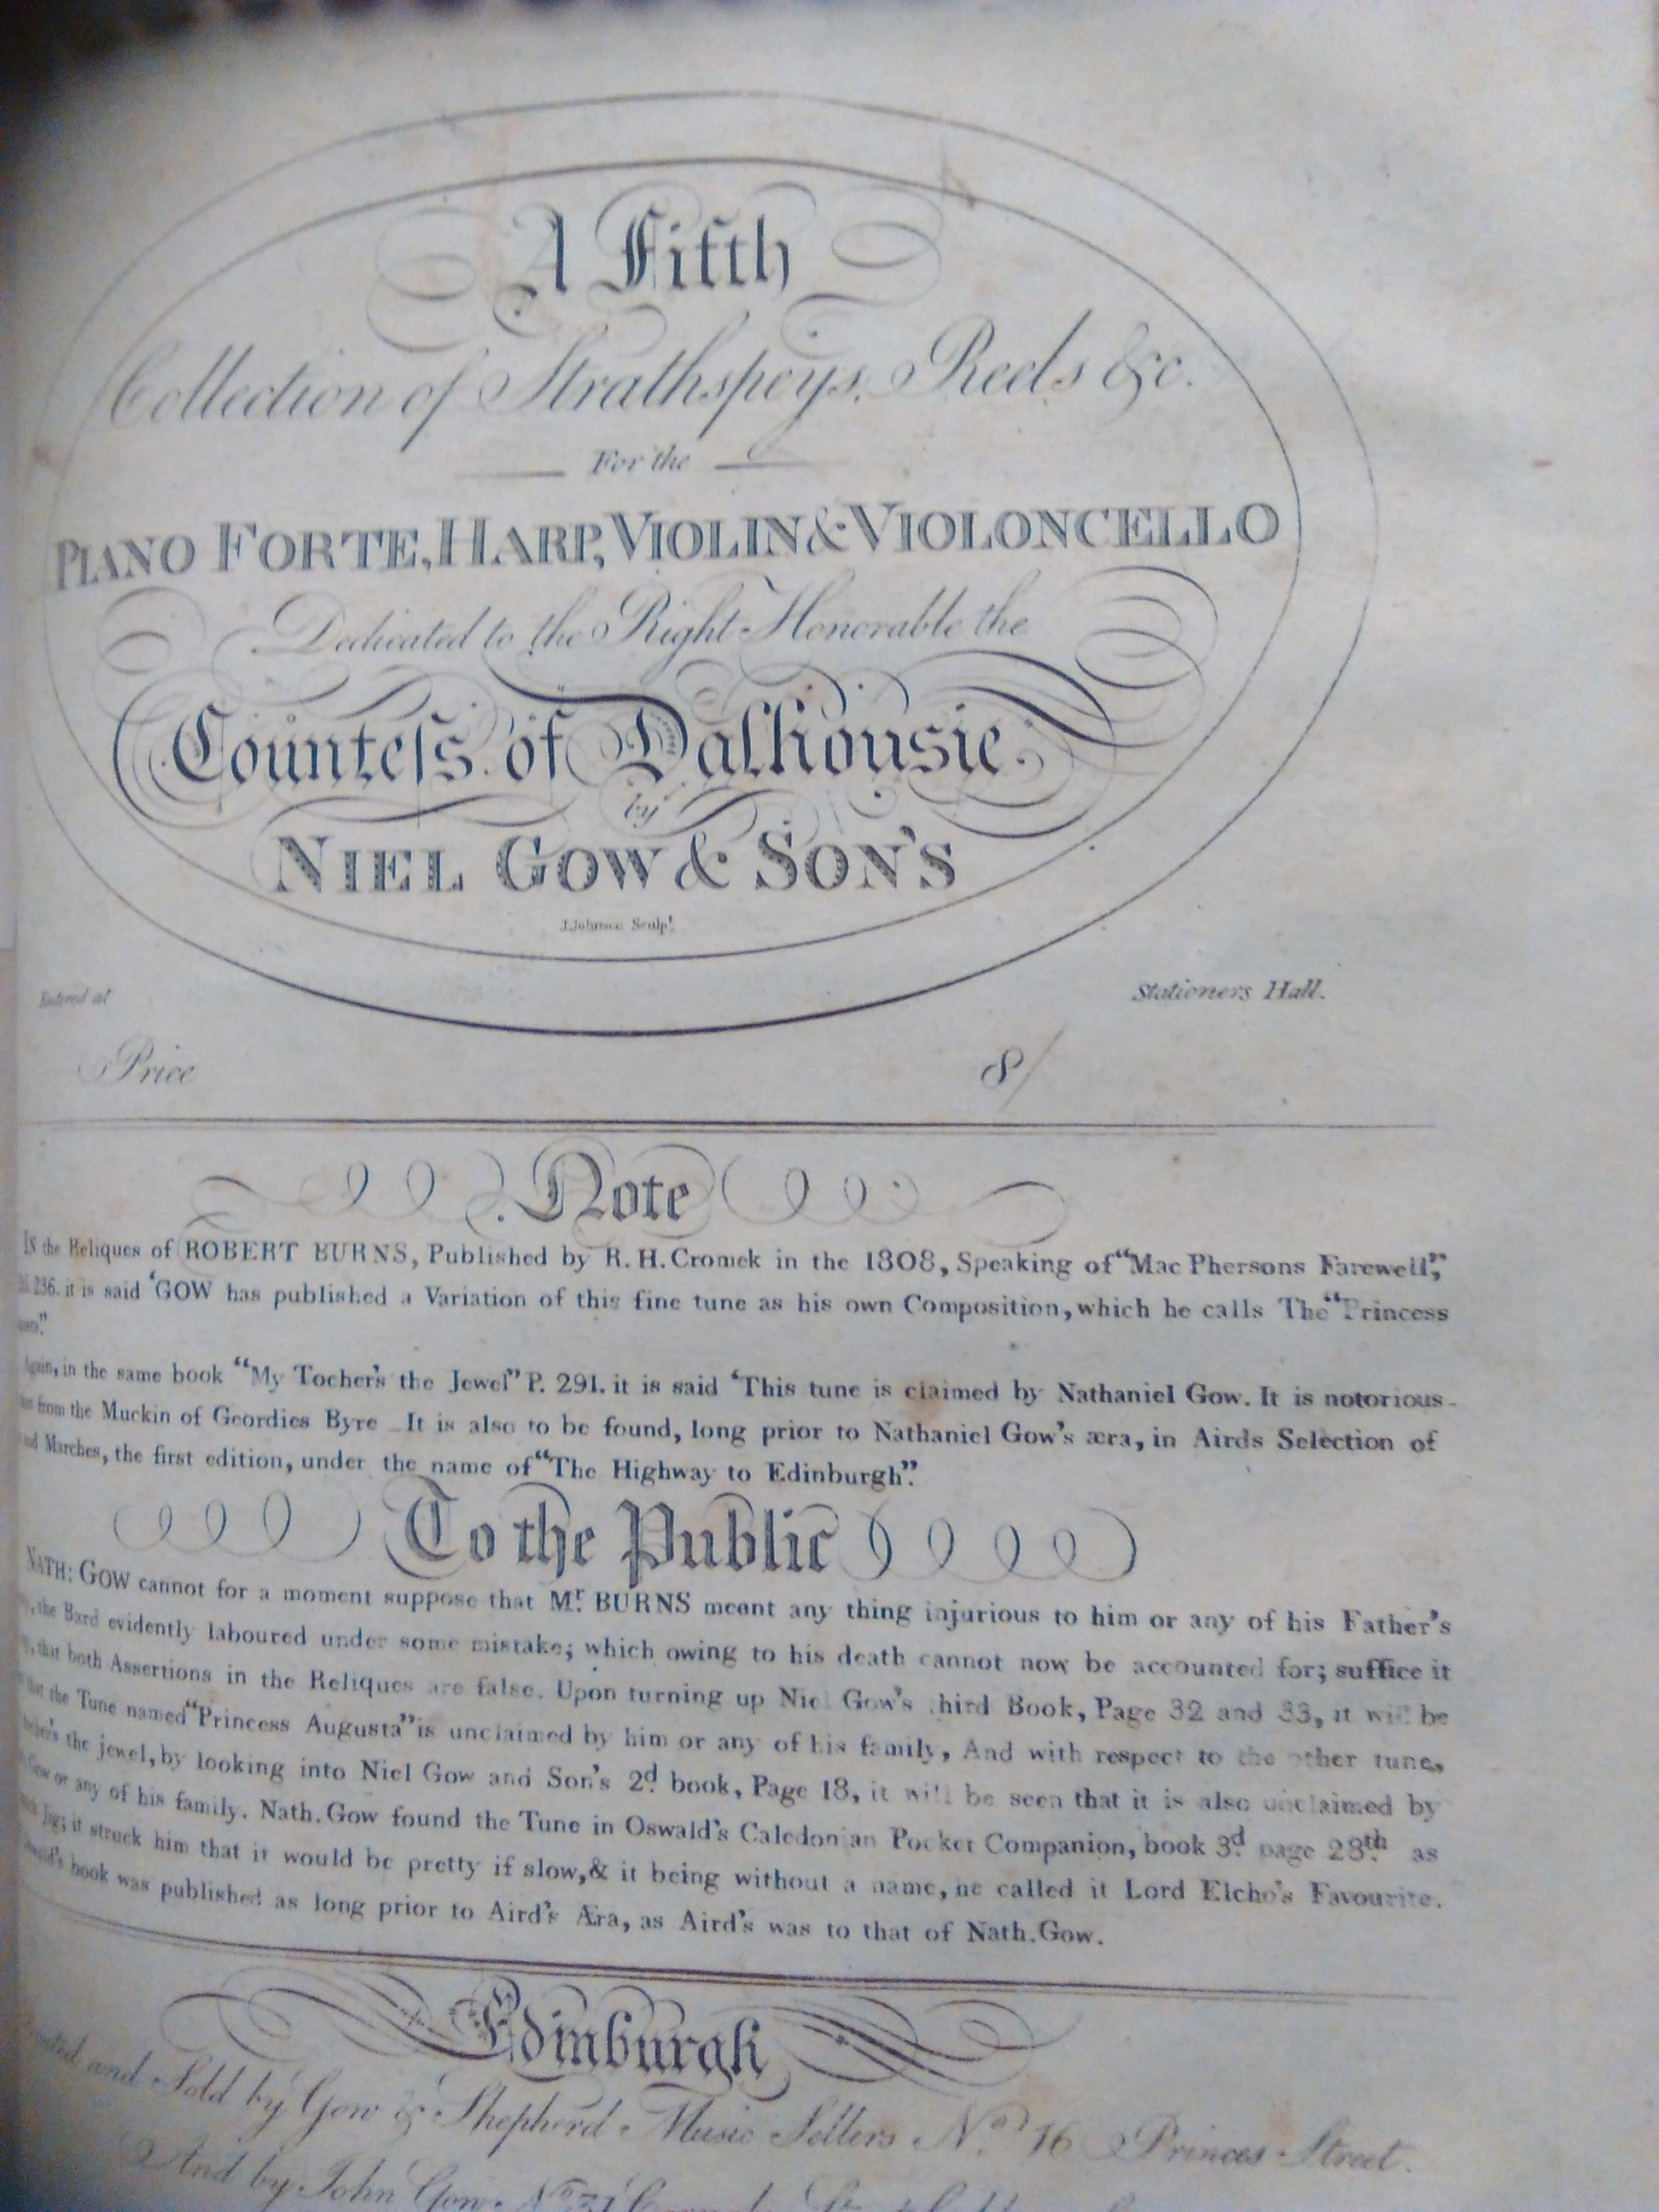 A Fifth
Collection of Strathspeys, Reels &c.
For the
PIANO FORTE, HARP, VIOLIN & VIOLONCELLO
Dedicated to the Right Honorable the
Counteſs of Dalhousie
by
NIEL GOW & SON'S
J. Johnson Sculpt.
Entered at Stationers Hall.
Price 8/
Note
IN the Reliques of ROBERT BURNS, Published by R. H. Cromek in the 1808, Speaking of "Mac Phersons Farewell",
236. it is said 'GOW has published a Variation of this fine tune as his own Composition, which he calls The "Princess
Again, in the same book "My Tocher's the Jewel" P. 291. it is said 'This tune is claimed by Nathaniel Gow. It is notorious-
from the Muckin of Geordies Byre _ It is also to be found, long prior to Nathaniel Gow's æra, in Airds Selection of
and Marches, the first edition, under the name of "The Highway to Edinburgh".
To the Public
NATH: GOW cannot for a moment suppose that Mr. BURNS meant any thing injurious to him or any of his Father's
the Bard evidently laboured under some mistake; which owing to his death cannot now be accounted for; suffice it
that both Assertions in the Reliques are false. Upon turning up Niel Gow's third Book, Page 32 and 33, it will be
that the Tune named "Princess Augusta" is unclaimed by him or any of his family, And with respect to the other tune,
the jewel, by looking into Niel Gow and Son's 2d. book, Page 18, it will be seen that it is also unclaimed by
Gow or any of his family. Nath. Gow found the Tune in Oswald's Caledonian Pocket Companion, book 3d. page 28th. as
Jig; it struck him that it would be pretty if slow, & it being without a name, he called it Lord Elcho's Favourite.
book was published as long prior to Aird's Æra, as Aird's was to that of Nath. Gow.
Edinburgh
and Sold by Gow & Shepherd Music Sellers No. 16 Princes Street.
And by John Gow No. 31